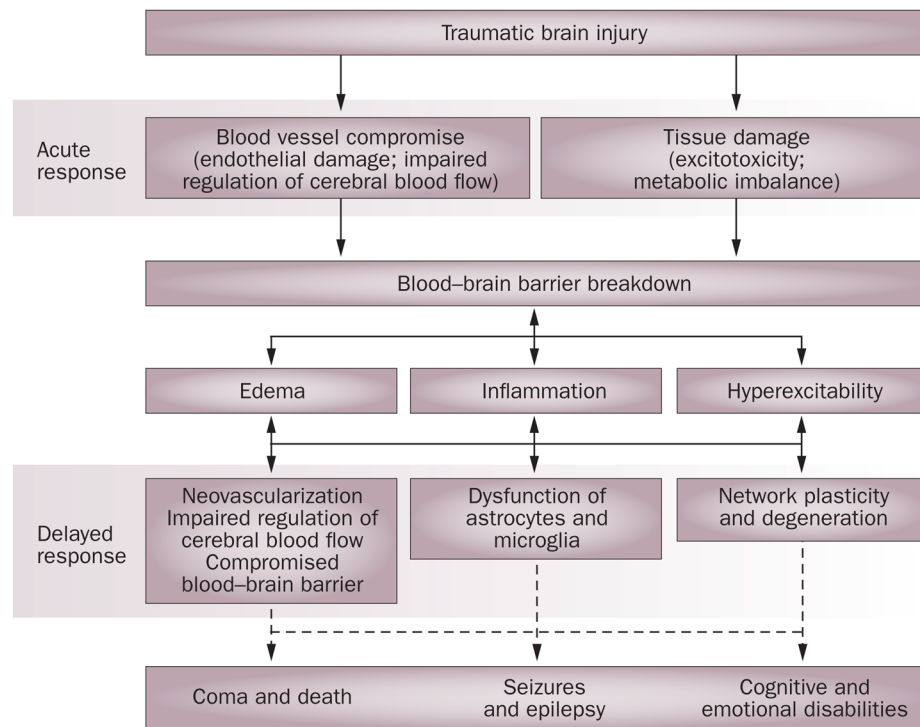 Traumatic brain injury
Acute
response
Blood vessel compromise
(endothelial damage; impaired
regulation of cerebral blood flow)
Tissue damage
(excitotoxicity;
metabolic imbalance)
Blood–brain barrier breakdown
Edema
Inflammation
Hyperexcitability
Delayed
response
Neovascularization
Impaired regulation of
cerebral blood flow
Compromised
blood–brain barrier
Dysfunction of
astrocytes and
microglia
Network plasticity
and degeneration
Coma and death
Seizures
and epilepsy
Cognitive and
emotional disabilities